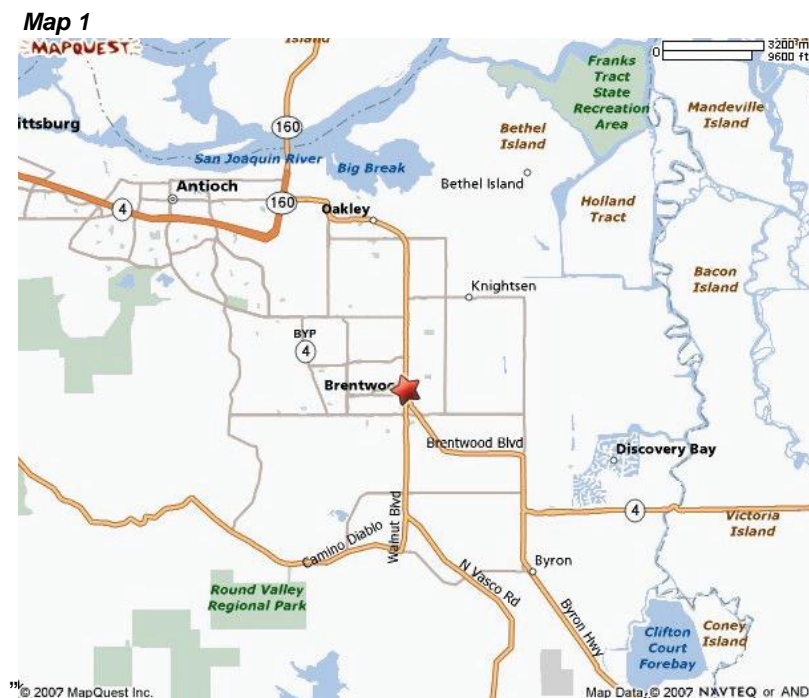 Map 1
MAPQUEST
Island
3200 m
0
9600 ft
Franks
Tract
State
Recreation
Area
Mandeville
Island
ittsburg
160
Bethel
Island
San Joaquin River
Big Break
Antioch
Bethel Island
4
160
Oakley
Holland
Tract
Bacon
Island
Knightsen
BYP
4
Brentwoo
Brentwood Blvd
Discovery Bay
Walnut Blvd
4
Victoria
Island
Camino Diablo
Byron
N Vasco Rd
Round Valley
Regional Park
Byron Hwy
Clifton
Court
Forebay
Coney
Island
”
© 2007 MapQuest Inc.
Map Data © 2007 NAVTEQ or AND